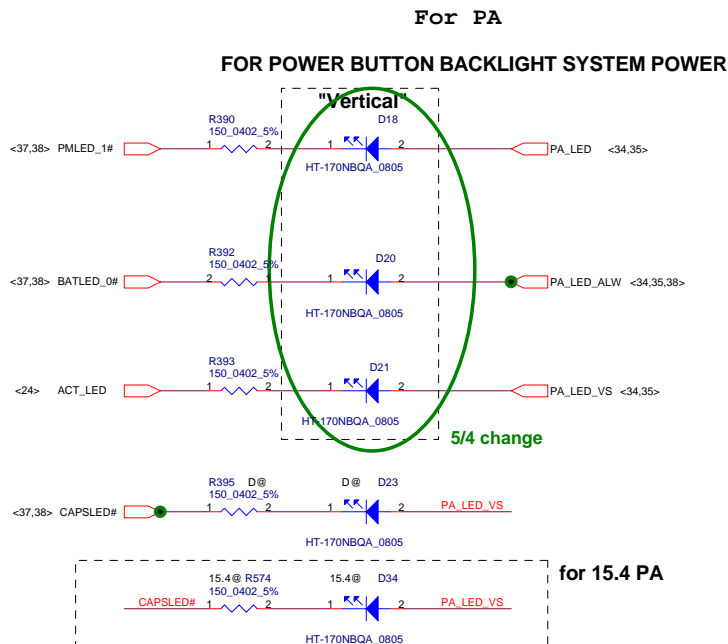 For PA
FOR POWER BUTTON BACKLIGHT SYSTEM POWER
"Vertical"
R390 D18
150_0402_5%
<37,38> PMLED_1# 1 2 1 2 PA_LED <34,35>
HT-170NBQA_0805
R392 D20
150_0402_5%
<37,38> BATLED_0# 2 1 1 2 PA_LED_ALW <34,35,38>
HT-170NBQA_0805
R393 D21
150_0402_5%
<24> ACT_LED 1 2 1 2 PA_LED_VS <34,35>
HT-170NBQA_0805
5/4 change
R395 D@ D@ D23
150_0402_5%
<37,38> CAPSLED# 1 2 1 2 PA_LED_VS
HT-170NBQA_0805
for 15.4 PA
15.4@ R574 15.4@ D34
150_0402_5%
CAPSLED# 1 2 1 2 PA_LED_VS
HT-170NBQA_0805